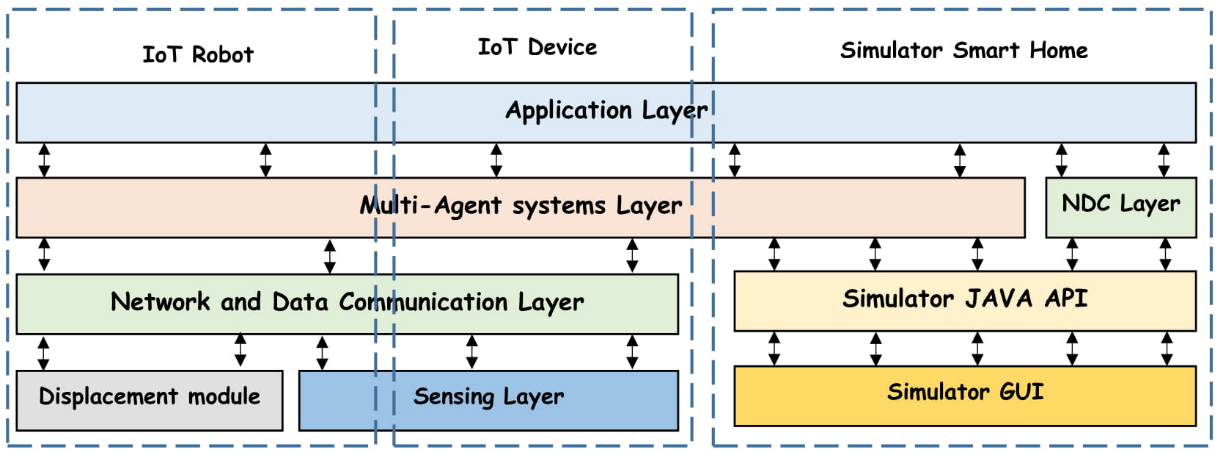 IoT Robot
IoT Device
Simulator Smart Home
Application Layer
Multi-Agent systems Layer
NDC Layer
Network and Data Communication Layer
Simulator JAVA API
Displacement module
Sensing Layer
Simulator GUI